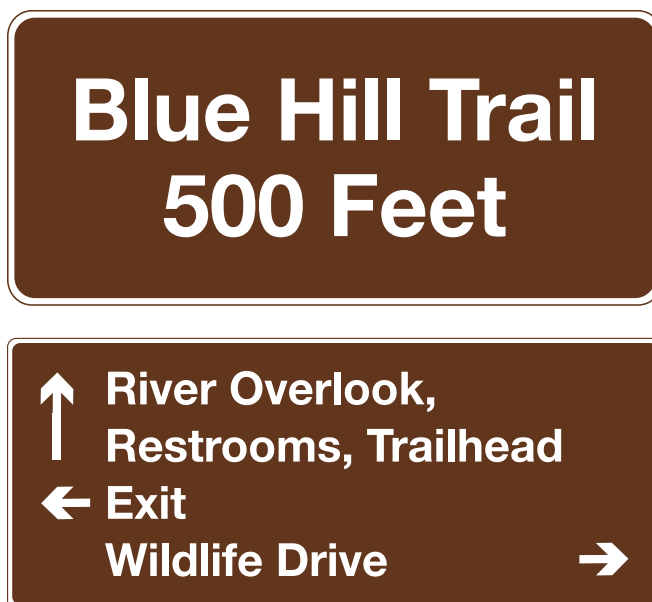 Blue Hill Trail
500 Feet
River Overlook,
Restrooms, Trailhead
Exit
Wildlife Drive